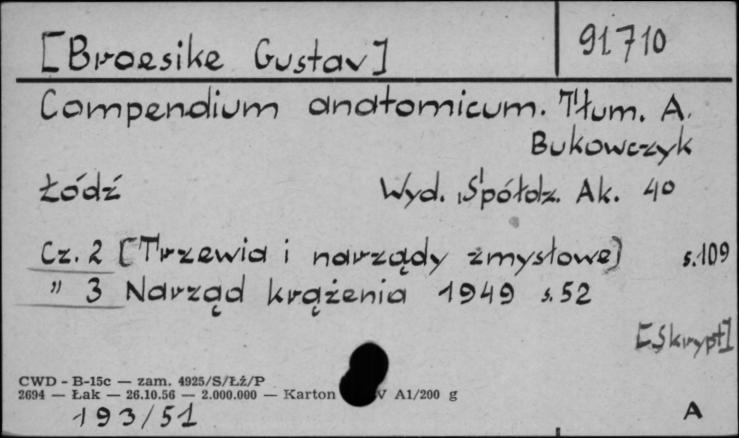 [Broesike Gustav] 91710
Compendium anatomicum. Tłum. A.
Bukowczyk
Łódź Wyd. "Spółdz. Ak. 4°
Cz. 2 [Trzewia i narządy zmysłowe] s.109
" 3 Narząd krążenia 1949 s.52
[Skrypt]
CWD - B-15c — zam. 4925/S/ŁŻ/P
2694 — Łak — 26.10.56 — 2.000.000 — Karton V A1/200 g
193/51 A